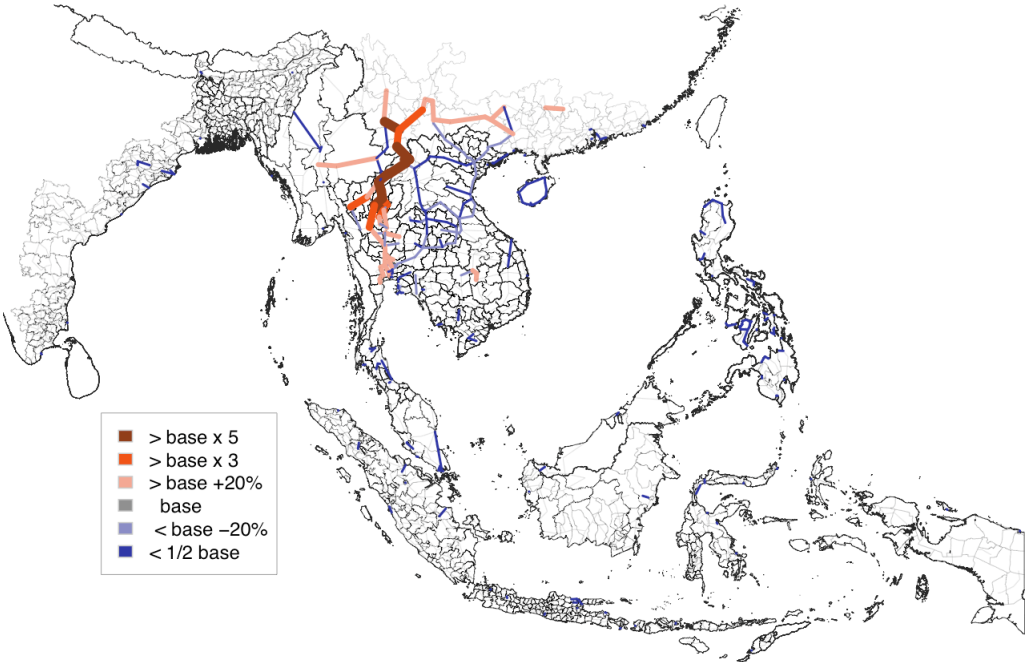 > base x 5
> base x 3
> base +20%
base
< base −20%
< 1/2 base